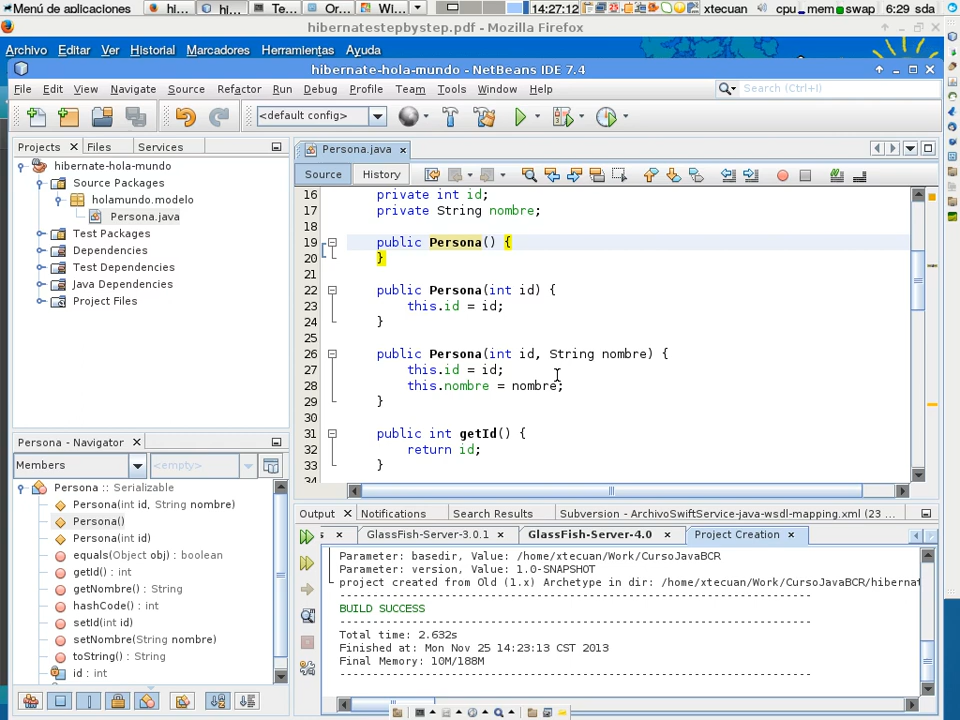 Menú de aplicaciones hi... hi... Te... Or... Wi... 14:27:12 xtecuan cpu mem swap 6:29 sda
hibernatestepbystep.pdf - Mozilla Firefox
Archivo Editar Ver Historial Marcadores Herramientas Ayuda
hibernate-hola-mundo - NetBeans IDE 7.4
File Edit View Navigate Source Refactor Run Debug Profile Team Tools Window Help Search (Ctrl+I)
<default config>
Projects Files Services
Persona.java
hibernate-hola-mundo
Source Packages
holamundo.modelo
Persona.java
Test Packages
Dependencies
Test Dependencies
Java Dependencies
Project Files
Source History
16 private int id;
17 private String nombre;
18
19 public Persona() {
20 }
21
22 public Persona(int id) {
23 this.id = id;
24 }
25
26 public Persona(int id, String nombre) {
27 this.id = id;
28 this.nombre = nombre;
29 }
30
31 public int getId() {
32 return id;
33 }
34
Persona - Navigator
Members <empty>
Persona :: Serializable
Persona(int id, String nombre)
Persona()
Persona(int id)
equals(Object obj) : boolean
getId() : int
getNombre() : String
hashCode() : int
setId(int id)
setNombre(String nombre)
toString() : String
id : int
Output Notifications Search Results Subversion - ArchivoSwiftService-java-wsdl-mapping.xml (23 ...
GlassFish-Server-3.0.1 GlassFish-Server-4.0 Project Creation
Parameter: basedir, Value: /home/xtecuan/Work/CursoJavaBCR
Parameter: version, Value: 1.0-SNAPSHOT
project created from Old (1.x) Archetype in dir: /home/xtecuan/Work/CursoJavaBCR/hibernat
------------------------------------------------------------------------
BUILD SUCCESS
------------------------------------------------------------------------
Total time: 2.632s
Finished at: Mon Nov 25 14:23:13 CST 2013
Final Memory: 10M/188M
------------------------------------------------------------------------